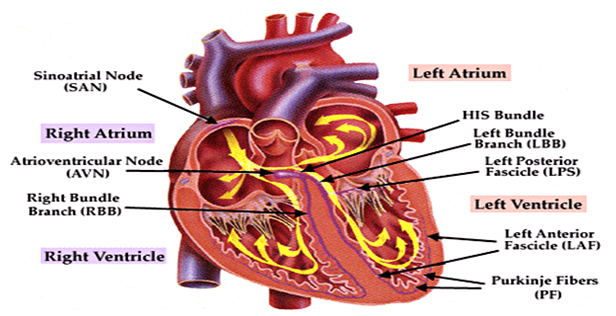 Sinoatrial Node
(SAN)
Right Atrium
Atrioventricular Node
(AVN)
Right Bundle
Branch (RBB)
Right Ventricle
Left Atrium
HIS Bundle
Left Bundle
Branch (LBB)
Left Posterior
Fascicle (LPS)
Left Ventricle
Left Anterior
Fascicle (LAF)
Purkinje Fibers
(PF)